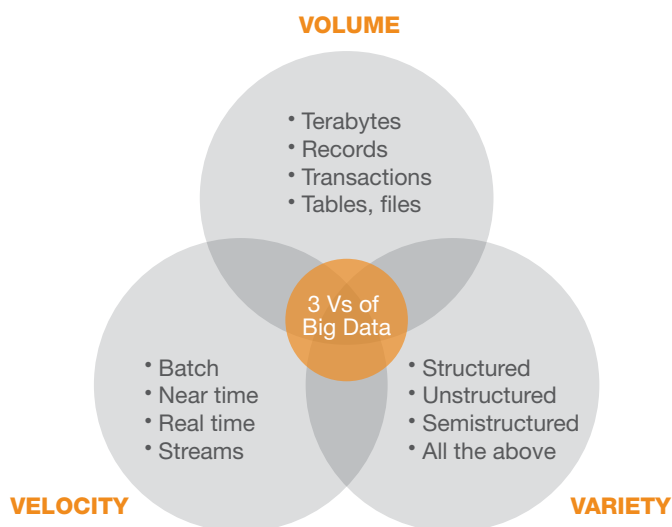 VOLUME
• Terabytes
• Records
• Transactions
• Tables, files
3 Vs of
Big Data
• Batch
• Near time
• Real time
• Streams
• Structured
• Unstructured
• Semistructured
• All the above
VELOCITY
VARIETY